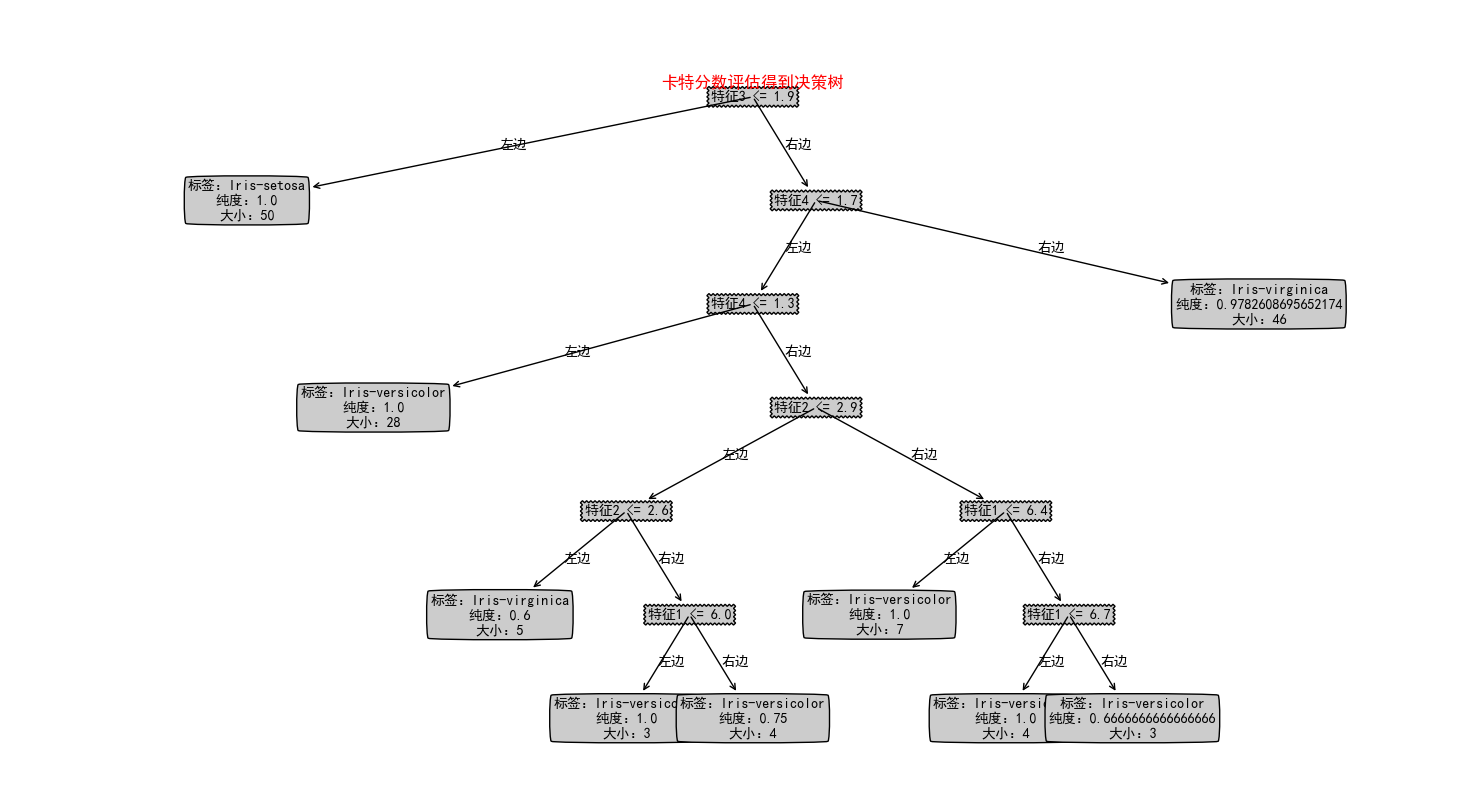 卡特分数评估得到决策树
特征3 <= 1.9
左边
右边
标签：Iris-setosa
纯度：1.0
大小：50
特征4 <= 1.7
左边
右边
特征4 <= 1.3
标签：Iris-virginica
纯度：0.9782608695652174
大小：46
左边
右边
标签：Iris-versicolor
纯度：1.0
大小：28
特征2 <= 2.9
左边
右边
特征2 <= 2.6
特征1 <= 6.4
左边
右边
左边
右边
标签：Iris-virginica
纯度：0.6
大小：5
特征1 <= 6.0
标签：Iris-versicolor
纯度：1.0
大小：7
特征1 <= 6.7
左边
右边
左边
右边
标签：Iris-versico
纯度：1.0
大小：3
标签：Iris-versicolor
纯度：0.75
大小：4
标签：Iris-versi
纯度：1.0
大小：4
标签：Iris-versicolor
纯度：0.6666666666666666
大小：3